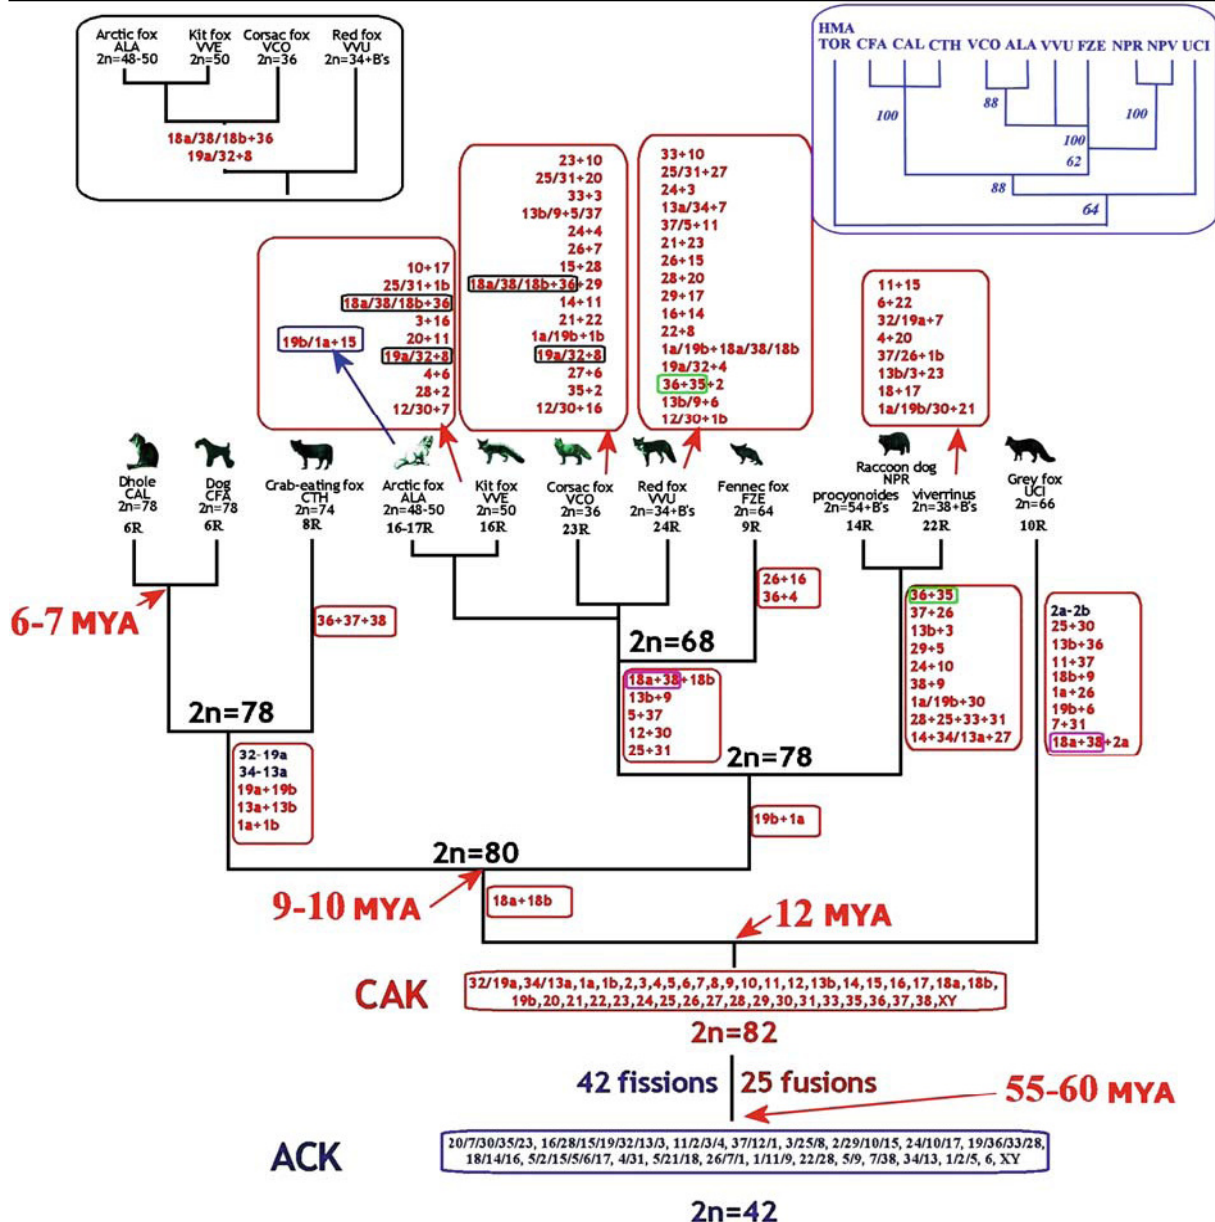 Arctic fox Kit fox Corsac fox Red fox
ALA VVE VCO VVU
2n=48-50 2n=50 2n=36 2n=34+B's
18a/38/18b+36
19a/32+8
HMA
TOR CFA CAL CTH VCO ALA VVU FZE NPR NPV UCI
88
100
100
100
62
88
64
10+17
25/31+1b
18a/38/18b+36
3+16
20+11
19a/32+8
4+6
28+2
12/30+7
19b/1a+15
23+10
25/31+20
33+3
13b/9+5/37
24+4
26+7
15+28
18a/38/18b+36+29
14+11
21+22
1a/19b+1b
19a/32+8
27+6
35+2
12/30+16
33+10
25/31+27
24+3
13a/34+7
37/5+11
21+23
26+15
28+20
29+17
16+14
22+8
1a/19b+18a/38/18b
19a/32+4
36+35+2
13b/9+6
12/30+1b
11+15
6+22
32/19a+7
4+20
37/26+1b
13b/3+23
18+17
1a/19b/30+21
Dhole
CAL
2n=78
6R
Dog
CFA
2n=78
6R
Crab-eating fox
CTH
2n=74
8R
Arctic fox
ALA
2n=48-50
16-17R
Kit fox
VVE
2n=50
16R
Corsac fox
VCO
2n=36
23R
Red fox
VVU
2n=34+B's
24R
Fennec fox
FZE
2n=64
9R
Raccoon dog
NPR
procyonoides
2n=54+B's
14R
viverrinus
2n=38+B's
22R
Grey fox
UCI
2n=66
10R
6-7 MYA
36+37+38
26+16
36+4
2n=68
18a+38+18b
13b+9
5+37
12+30
25+31
36+35
37+26
13b+3
29+5
24+10
38+9
1a/19b+30
28+25+33+31
14+34/13a+27
2a-2b
25+30
13b+36
11+37
18b+9
1a+26
19b+6
7+31
18a+38+2a
2n=78
32-19a
34-13a
19a+19b
13a+13b
1a+1b
2n=78
19b+1a
2n=80
9-10 MYA
18a+18b
12 MYA
CAK
32/19a,34/13a,1a,1b,2,3,4,5,6,7,8,9,10,11,12,13b,14,15,16,17,18a,18b,
19b,20,21,22,23,24,25,26,27,28,29,30,31,33,35,36,37,38,XY
2n=82
42 fissions 25 fusions
55-60 MYA
ACK
20/7/30/35/23, 16/28/15/19/32/13/3, 11/2/3/4, 37/12/1, 3/25/8, 2/29/10/15, 24/10/17, 19/36/33/28,
18/14/16, 5/2/15/5/6/17, 4/31, 5/21/18, 26/7/1, 1/11/9, 22/28, 5/9, 7/38, 34/13, 1/2/5, 6, XY
2n=42